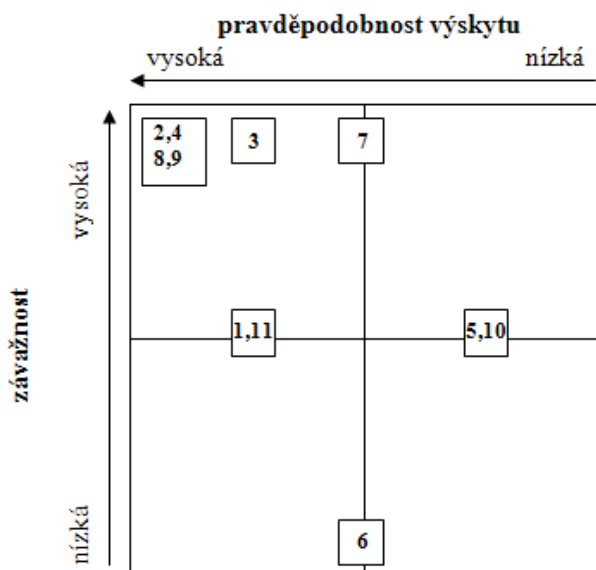 pravděpodobnost výskytu
vysoká
nízká
2,4
8,9
3
7
vysoká
1,11
5,10
závažnost
nízká
6